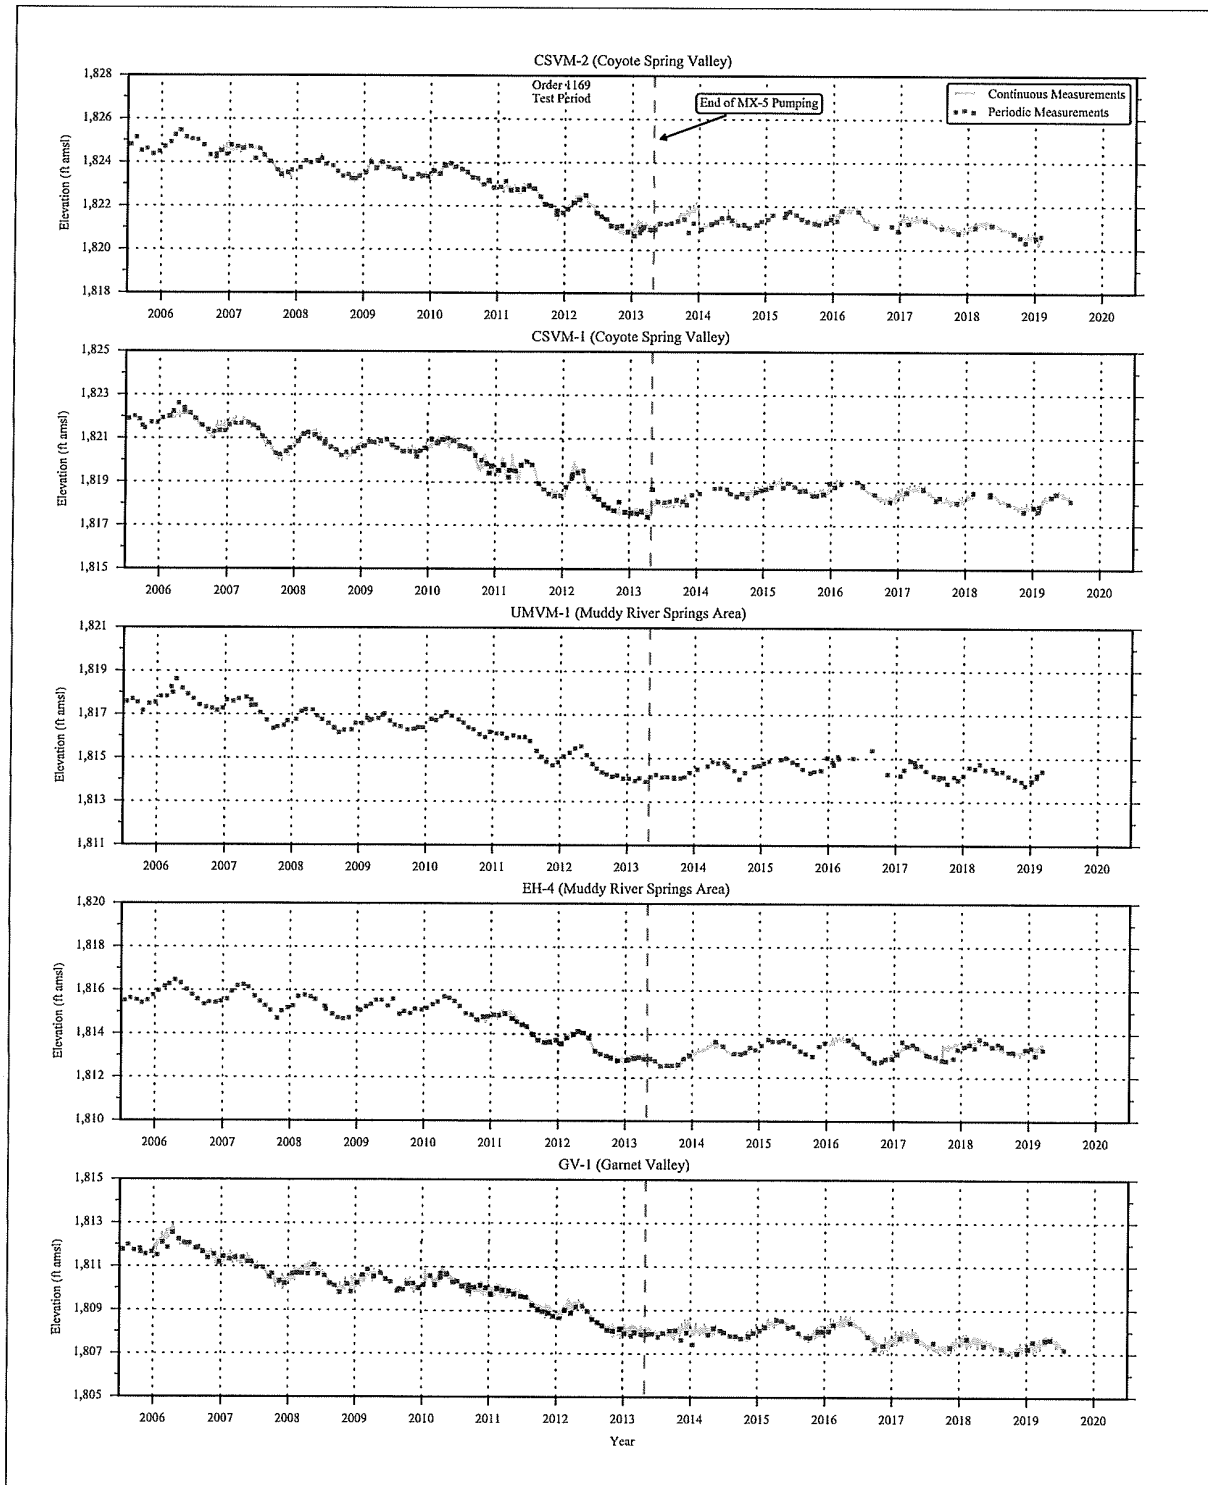 CSVM-2 (Coyote Spring Valley)
1,828
1,826
1,824
1,822
1,820
1,818
Elevation (ft amsl)
Order 1169
Test Period
End of MX-5 Pumping
Continuous Measurements
Periodic Measurements
2006 2007 2008 2009 2010 2011 2012 2013 2014 2015 2016 2017 2018 2019 2020
CSVM-1 (Coyote Spring Valley)
1,825
1,823
1,821
1,819
1,817
1,815
Elevation (ft amsl)
2006 2007 2008 2009 2010 2011 2012 2013 2014 2015 2016 2017 2018 2019 2020
UMVM-1 (Muddy River Springs Area)
1,821
1,819
1,817
1,815
1,813
1,811
Elevation (ft amsl)
2006 2007 2008 2009 2010 2011 2012 2013 2014 2015 2016 2017 2018 2019 2020
EH-4 (Muddy River Springs Area)
1,820
1,818
1,816
1,814
1,812
1,810
Elevation (ft amsl)
2006 2007 2008 2009 2010 2011 2012 2013 2014 2015 2016 2017 2018 2019 2020
GV-1 (Garnet Valley)
1,815
1,813
1,811
1,809
1,807
1,805
Elevation (ft amsl)
2006 2007 2008 2009 2010 2011 2012 2013 2014 2015 2016 2017 2018 2019 2020
Year